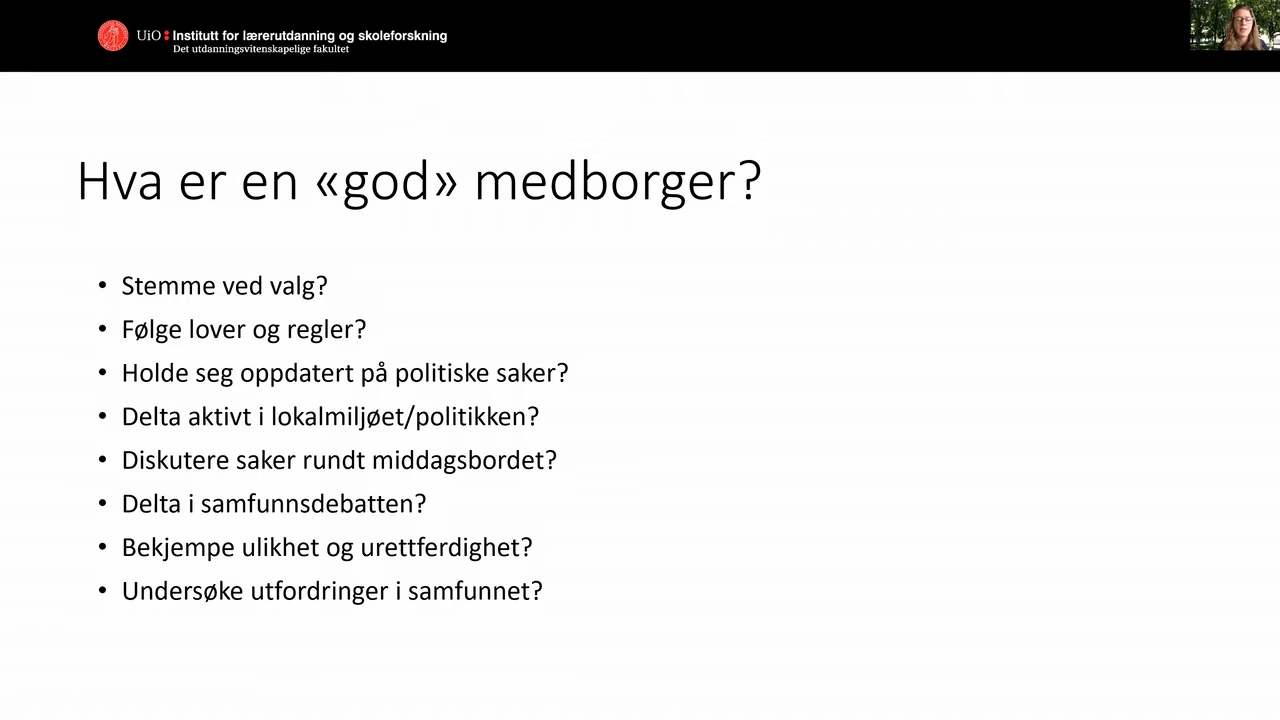 UiO : Institutt for lærerutdanning og skoleforskning
Det utdanningsvitenskapelige fakultet
Hva er en «god» medborger?
• Stemme ved valg?
• Følge lover og regler?
• Holde seg oppdatert på politiske saker?
• Delta aktivt i lokalmiljøet/politikken?
• Diskutere saker rundt middagsbordet?
• Delta i samfunnsdebatten?
• Bekjempe ulikhet og urettferdighet?
• Undersøke utfordringer i samfunnet?